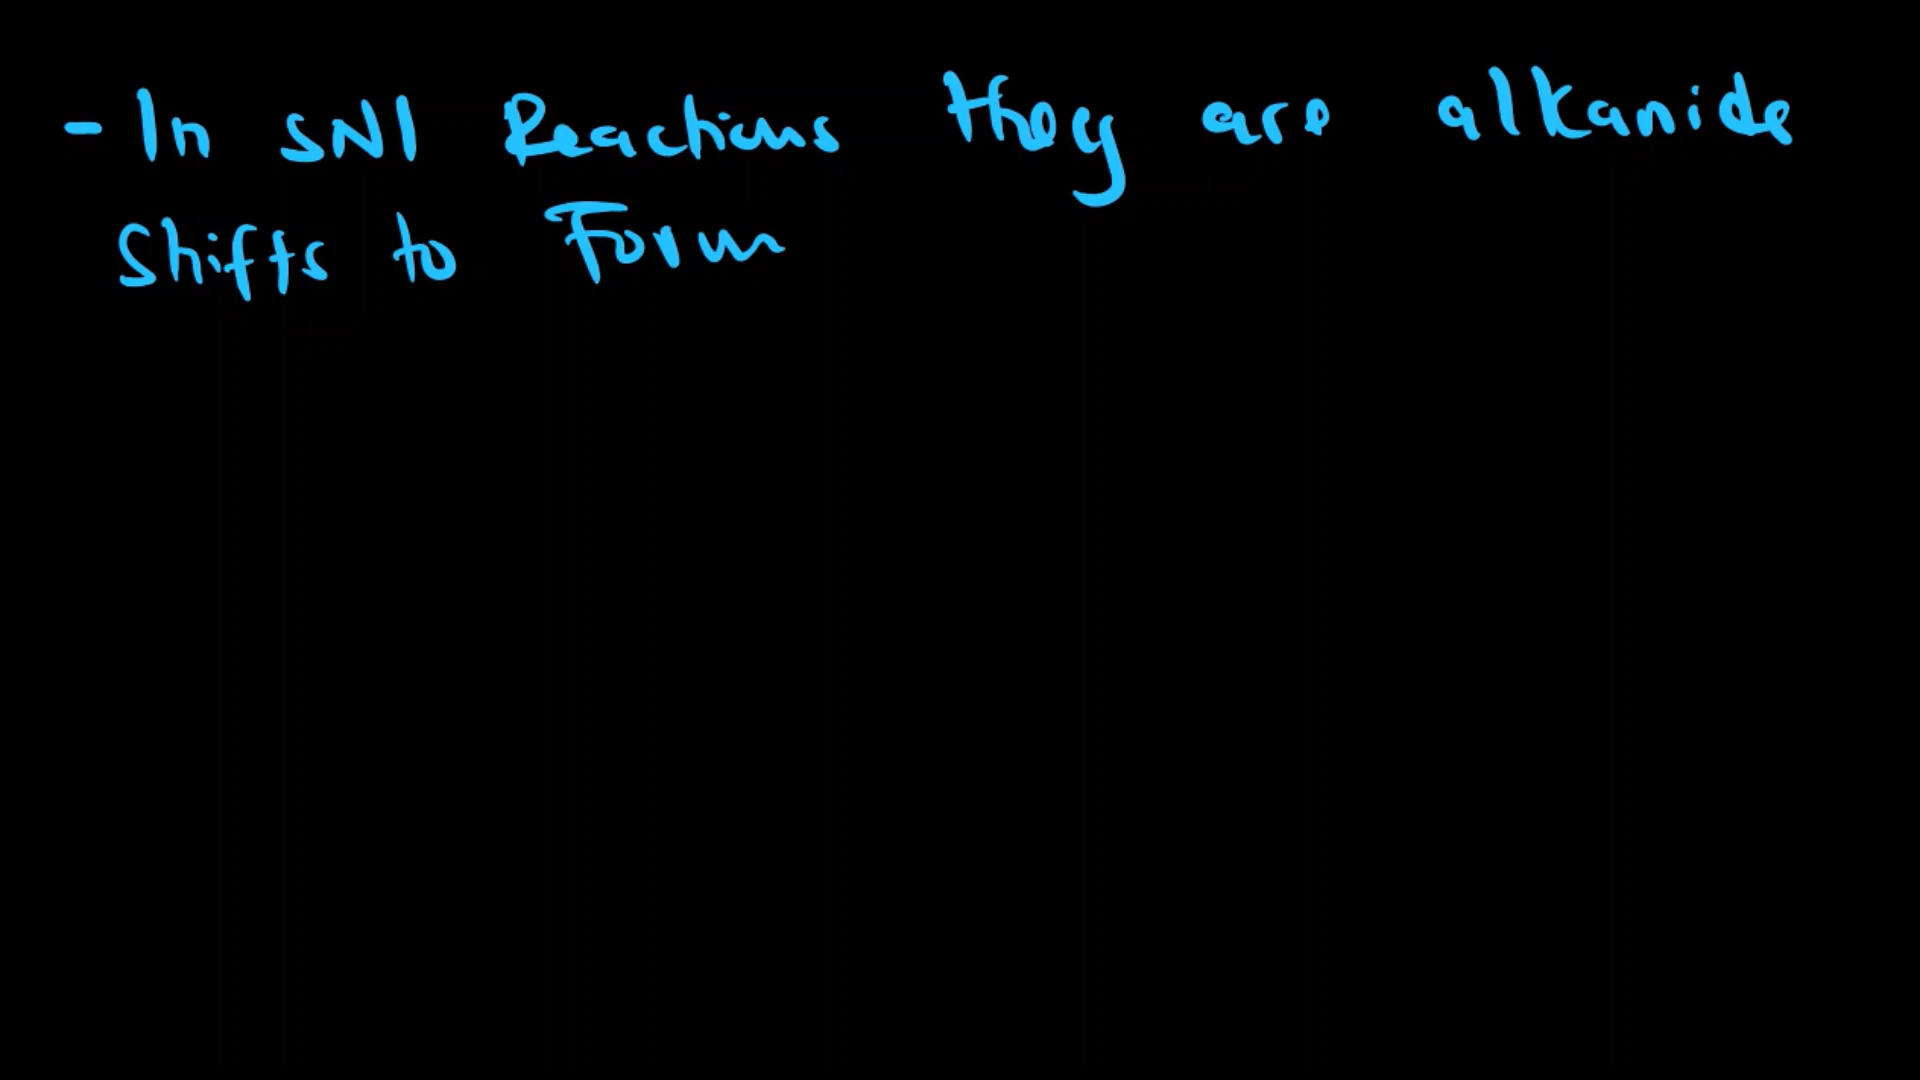 - In SN1 Reactions they are alkanide
Shifts to Form